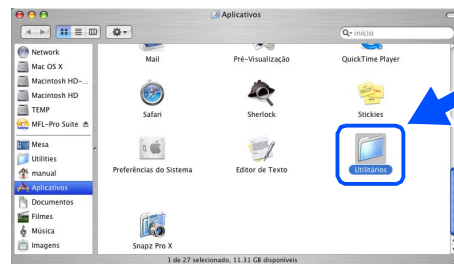 Aplicativos
início
Network
Mac OS X
Macintosh HD-...
Macintosh HD
TEMP
MFL-Pro Suite
Mesa
Utilities
manual
Aplicativos
Documentos
Filmes
Música
Imagens
Mail
Pré-Visualização
QuickTime Player
Safari
Sherlock
Stickies
Preferências do Sistema
Editor de Texto
Utilitários
Snapz Pro X
1 de 27 selecionado, 11.31 GB disponíveis